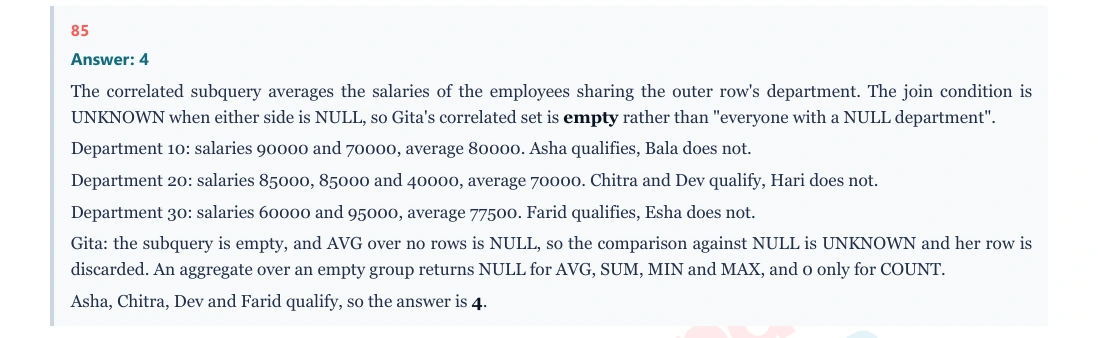 85
Answer: 4
The correlated subquery averages the salaries of the employees sharing the outer row's department. The join condition is
UNKNOWN when either side is NULL, so Gita's correlated set is empty rather than "everyone with a NULL department".
Department 10: salaries 90000 and 70000, average 80000. Asha qualifies, Bala does not.
Department 20: salaries 85000, 85000 and 40000, average 70000. Chitra and Dev qualify, Hari does not.
Department 30: salaries 60000 and 95000, average 77500. Farid qualifies, Esha does not.
Gita: the subquery is empty, and AVG over no rows is NULL, so the comparison against NULL is UNKNOWN and her row is
discarded. An aggregate over an empty group returns NULL for AVG, SUM, MIN and MAX, and 0 only for COUNT.
Asha, Chitra, Dev and Farid qualify, so the answer is 4.